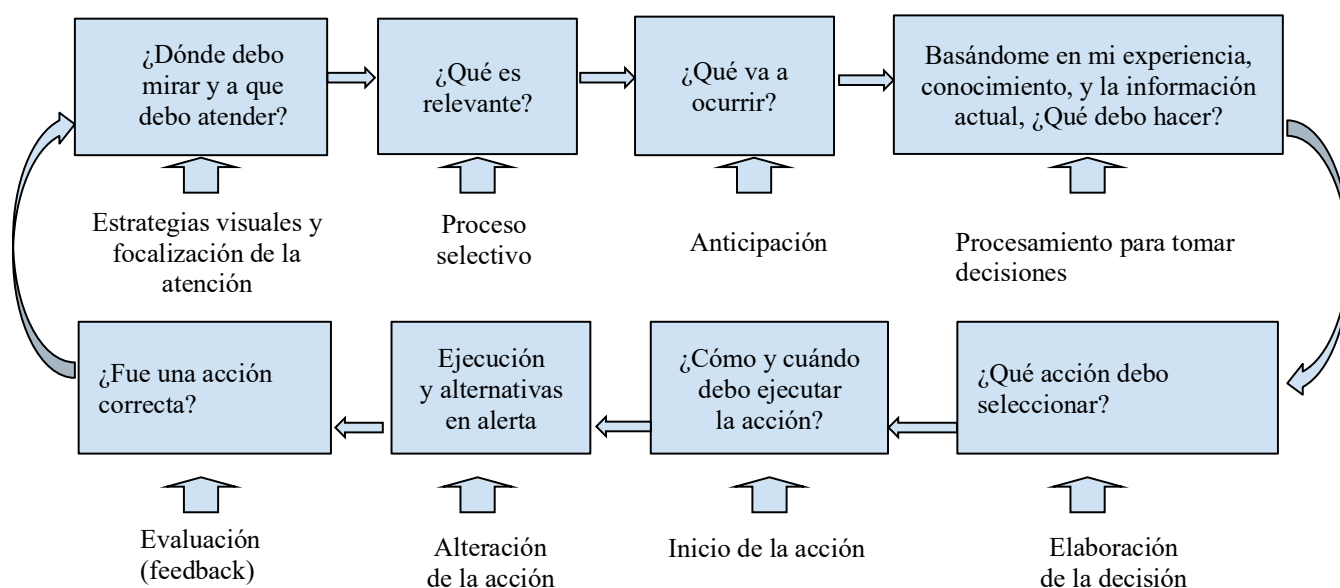 ¿Dónde debo
mirar y a que
debo atender?
¿Qué es
relevante?
¿Qué va a
ocurrir?
Basándome en mi experiencia,
conocimiento, y la información
actual, ¿Qué debo hacer?
Estrategias visuales y
focalización de la
atención
Proceso
selectivo
Anticipación
Procesamiento para tomar
decisiones
¿Fue una acción
correcta?
Ejecución
y alternativas
en alerta
¿Cómo y cuándo
debo ejecutar
la acción?
¿Qué acción debo
seleccionar?
Evaluación
(feedback)
Alteración
de la acción
Inicio de la acción
Elaboración
de la decisión